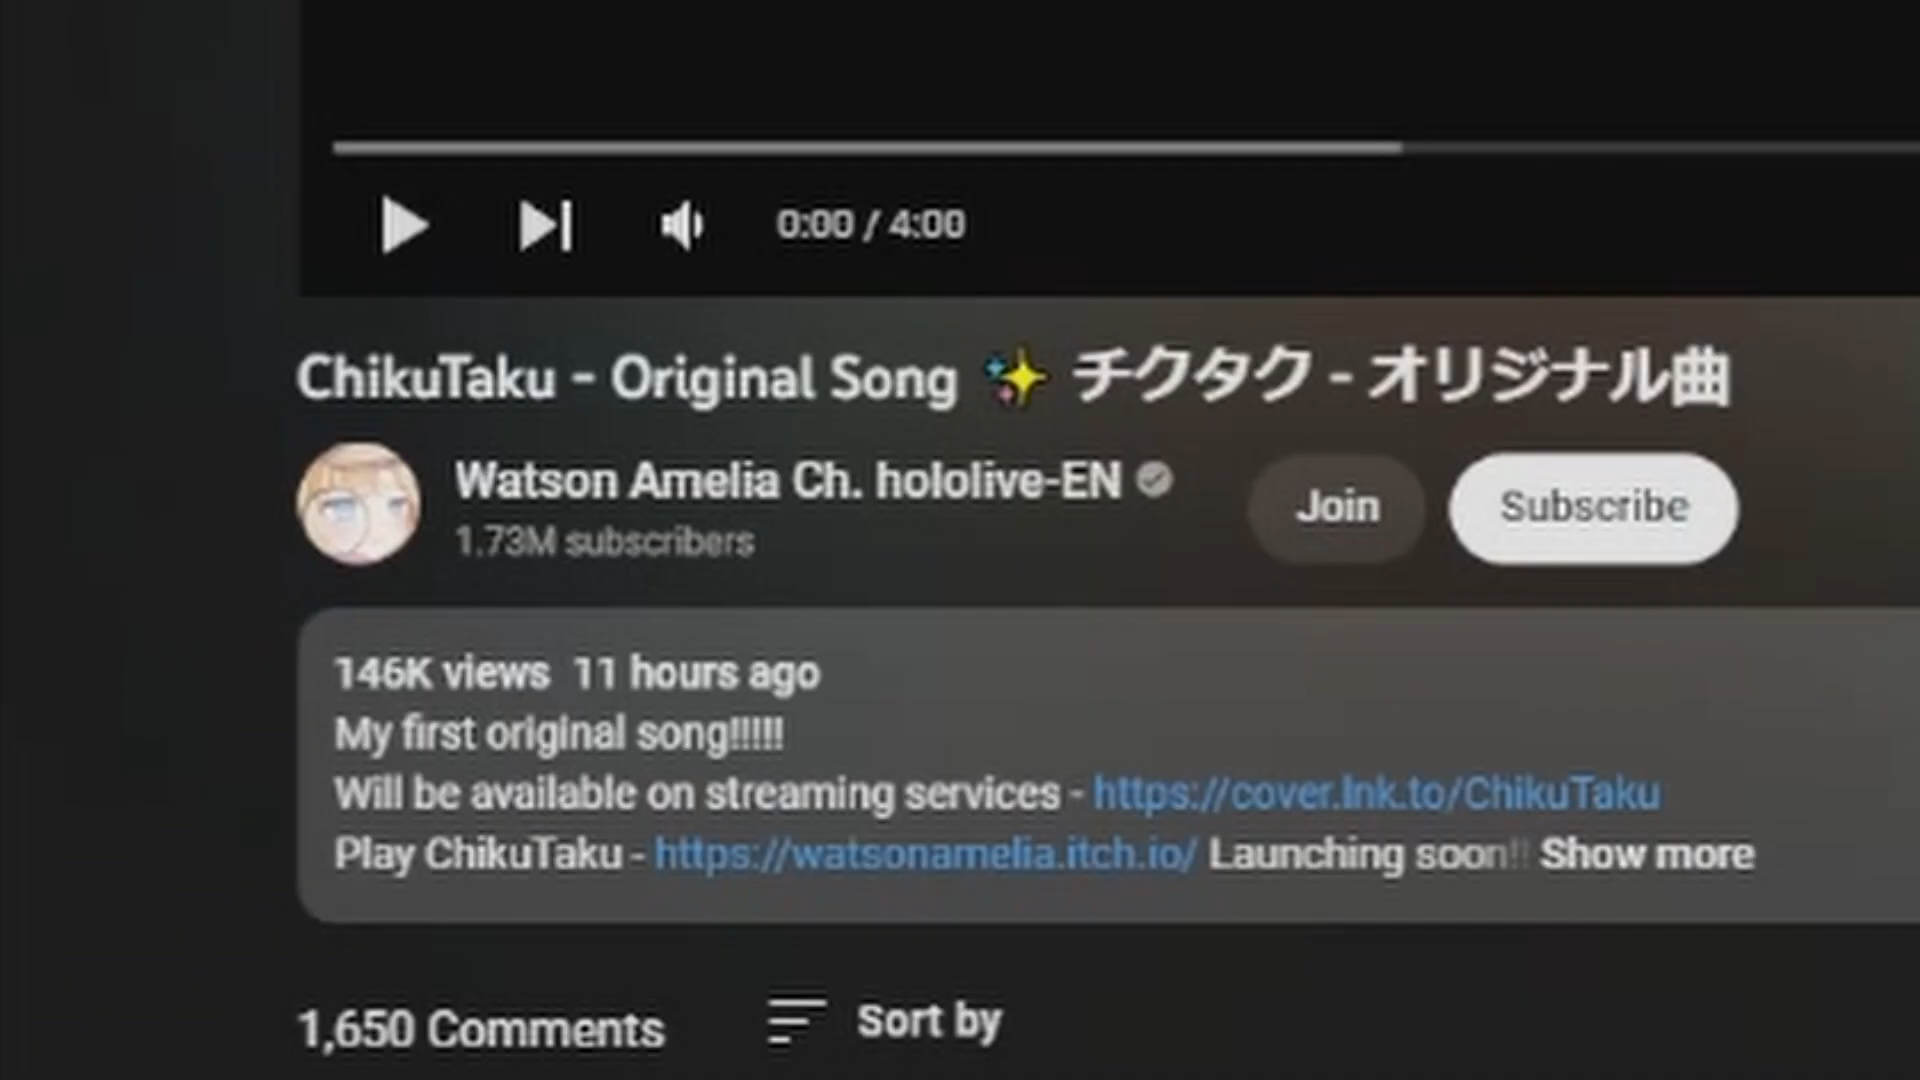 0:00 / 4:00
ChikuTaku - Original Song ✨ チクタク - オリジナル曲
Watson Amelia Ch. hololive-EN
1.73M subscribers
Join
Subscribe
146K views 11 hours ago
My first original song!!!!!
Will be available on streaming services - https://cover.lnk.to/ChikuTaku
Play ChikuTaku - https://watsonamelia.itch.io/ Launching soon!! Show more
1,650 Comments
Sort by